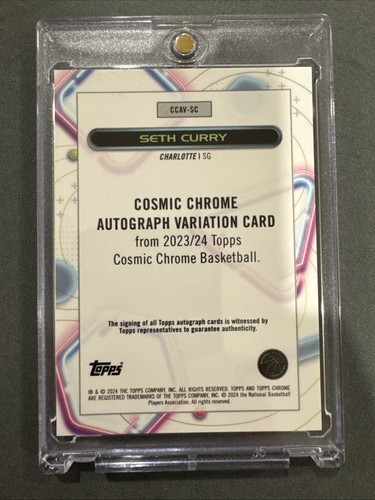 CCAV-SC
SETH CURRY
CHARLOTTE | SG
COSMIC CHROME
AUTOGRAPH VARIATION CARD
from 2023/24 Topps
Cosmic Chrome Basketball.
The signing of all Topps autograph cards is witnessed by
Topps representatives to guarantee authenticity.
Topps
® & © 2024 THE TOPPS COMPANY, INC. ALL RIGHTS RESERVED. TOPPS AND TOPPS CHROME
ARE REGISTERED TRADEMARKS OF THE TOPPS COMPANY, INC. © 2024 the National Basketball
Players Association. All rights reserved.